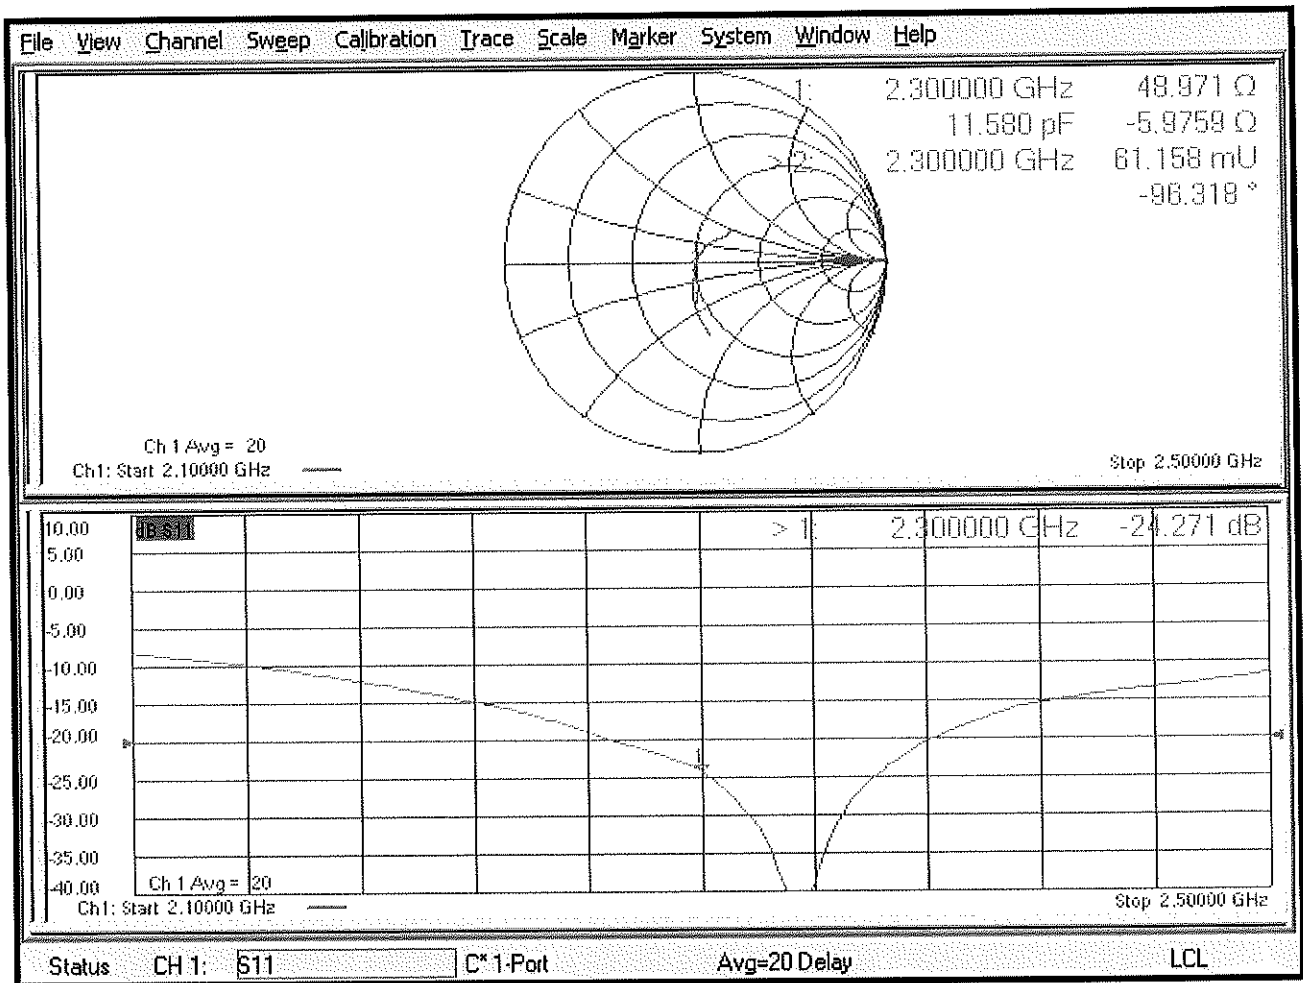 File View Channel Sweep Calibration Trace Scale Marker System Window Help
1: 2.300000 GHz 48.971 Ω
11.580 pF -5.9759 Ω
> 2: 2.300000 GHz 61.158 mU
-96.318 °
Ch 1 Avg = 20
Ch1: Start 2.10000 GHz Stop 2.50000 GHz
10.00 dB S11 > 1: 2.300000 GHz -24.271 dB
5.00
0.00
-5.00
-10.00
-15.00
-20.00
1
-25.00
-30.00
-35.00
-40.00 Ch 1 Avg = 20
Ch1: Start 2.10000 GHz Stop 2.50000 GHz
Status CH 1: S11 C* 1-Port Avg=20 Delay LCL